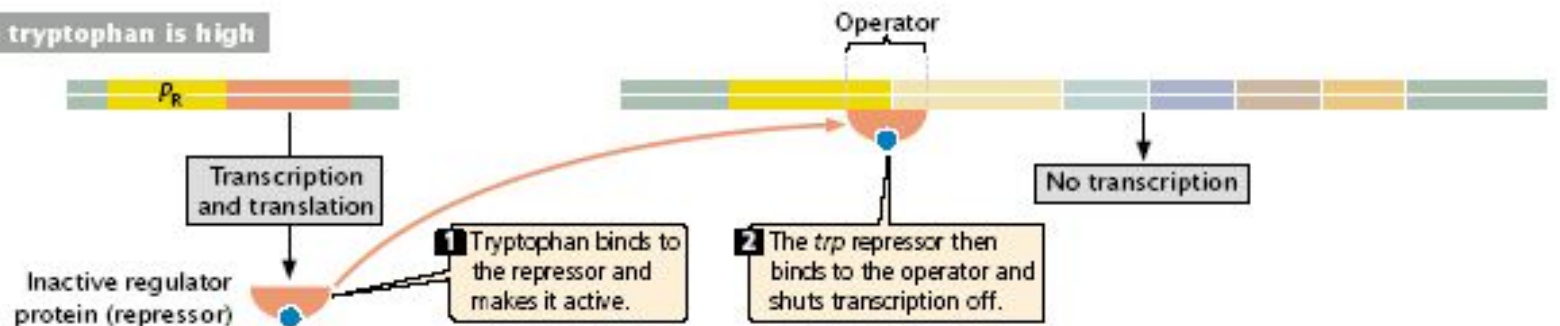 tryptophan is high
Operator
PR
Transcription
and translation
No transcription
1 Tryptophan binds to
the repressor and
makes it active.
2 The trp repressor then
binds to the operator and
shuts transcription off.
Inactive regulator
protein (repressor)